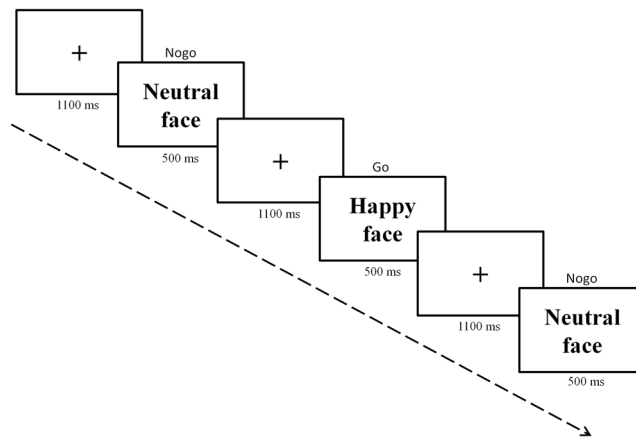 +
1100 ms
Nogo
Neutral
face
500 ms
+
1100 ms
Go
Happy
face
500 ms
+
1100 ms
Nogo
Neutral
face
500 ms